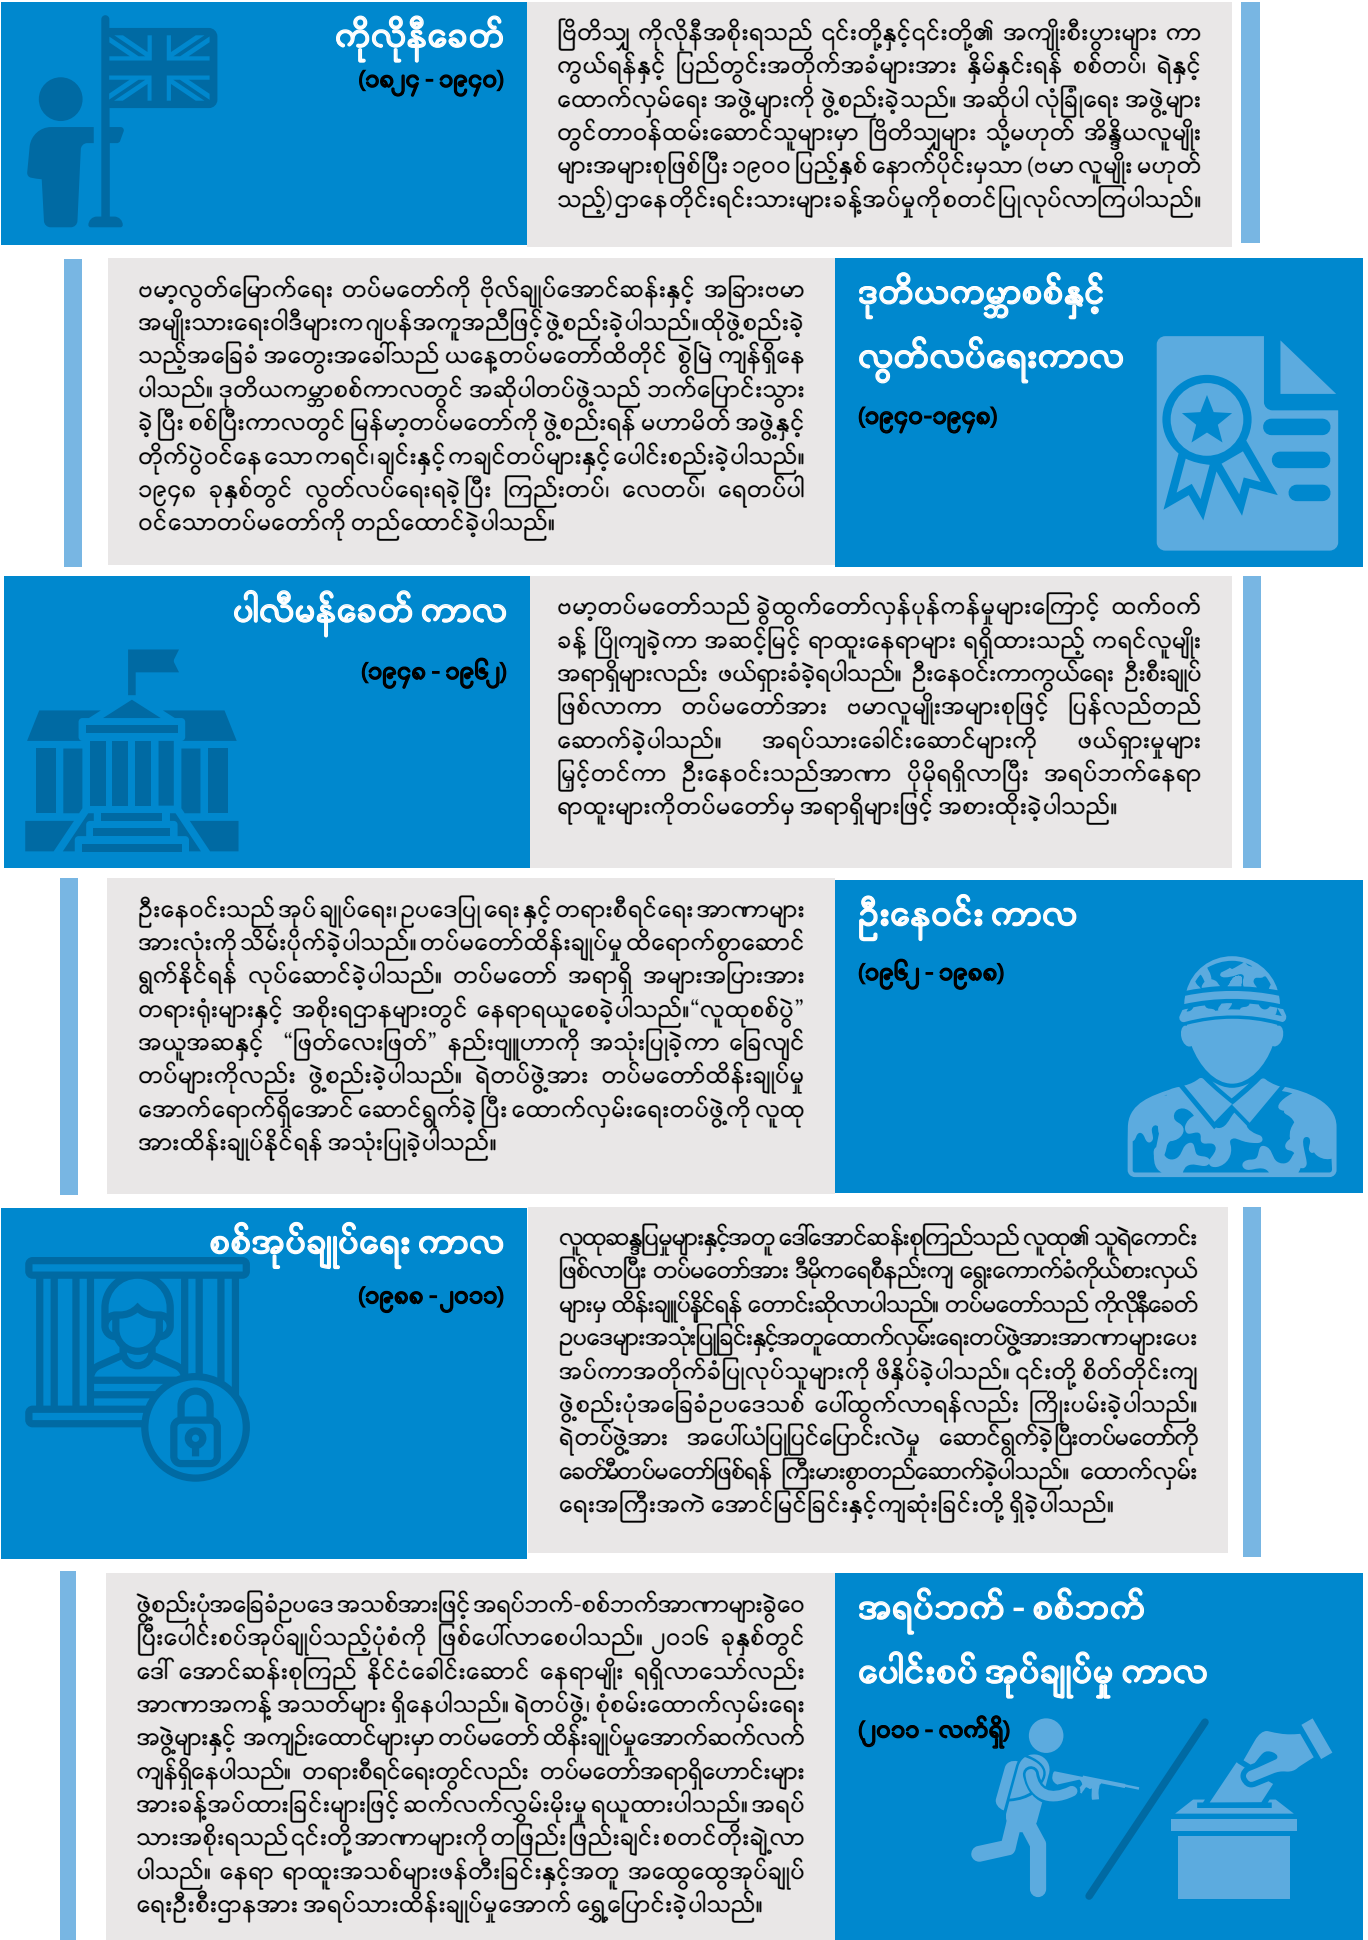 ကိုလိုနီခေတ်
(၁၈၂၄ - ၁၉၄၀)
ဗြိတိသျှ ကိုလိုနီအစိုးရသည် ၎င်းတို့နှင့်၎င်းတို့၏ အကျိုးစီးပွားများ ကာ
ကွယ်ရန်နှင့် ပြည်တွင်းအတိုက်အခံများအား နှိမ်နှင်းရန် စစ်တပ်၊ ရဲနှင့်
ထောက်လှမ်ရေး အဖွဲ့များကို ဖွဲ့စည်းခဲ့သည်။ အဆိုပါ လုံခြုံရေး အဖွဲ့များ
တွင်တာဝန်ထမ်းဆောင်သူများမှာ ဗြိတိသျှများ သို့မဟုတ် အိန္ဒိယလူမျိုး
များအများစုဖြစ်ပြီး ၁၉၀၀ ပြည့်နှစ် နောက်ပိုင်းမှသာ (ဗမာ လူမျိုး မဟုတ်
သည့်) ဌာနေတိုင်းရင်းသားများခန့်အပ်မှုကိုစတင်ပြုလုပ်လာကြပါသည်။
ဒုတိယကမ္ဘာစစ်နှင့်
လွတ်လပ်ရေးကာလ
(၁၉၄၀-၁၉၄၈)
ဗမာ့လွတ်မြောက်ရေး တပ်မတော်ကို ဗိုလ်ချုပ်အောင်ဆန်းနှင့် အခြားဗမာ
အမျိုးသားရေးဝါဒီများကဂျပန်အကူအညီဖြင့်ဖွဲ့စည်းခဲ့ပါသည်။ထိုဖွဲ့စည်းခဲ့
သည့်အခြေခံ အတွေးအခေါ်သည် ယနေ့တပ်မတော်ထိတိုင် စွဲမြဲ ကျန်ရှိနေ
ပါသည်။ ဒုတိယကမ္ဘာစစ်ကာလတွင် အဆိုပါတပ်ဖွဲ့သည် ဘက်ပြောင်းသွား
ခဲ့ပြီး စစ်ပြီးကာလတွင် မြန်မာ့တပ်မတော်ကို ဖွဲ့စည်းရန် မဟာမိတ် အဖွဲ့နှင့်
တိုက်ပွဲဝင်နေသောကရင်၊ချင်းနှင့်ကချင်တပ်များနှင့်ပေါင်းစည်းခဲ့ပါသည်။
၁၉၄၈ ခုနှစ်တွင် လွတ်လပ်ရေးရခဲ့ပြီး ကြည်းတပ်၊ လေတပ်၊ ရေတပ်ပါ
ဝင်သောတပ်မတော်ကို တည်ထောင်ခဲ့ပါသည်။
ပါလီမန်ခေတ် ကာလ
(၁၉၄၈ - ၁၉၆၂)
ဗမာ့တပ်မတော်သည် ခွဲထွက်တော်လှန်ပုန်ကန်မှုများကြောင့် ထက်ဝက်
ခန့် ပြိုကျခဲ့ကာ အဆင့်မြင့် ရာထူးနေရာများ ရရှိထားသည့် ကရင်လူမျိုး
အရာရှိများလည်း ဖယ်ရှားခံခဲ့ရပါသည်။ ဦးနေဝင်းကာကွယ်ရေး ဦးစီးချုပ်
ဖြစ်လာကာ တပ်မတော်အား ဗမာလူမျိုးအများစုဖြင့် ပြန်လည်တည်
ဆောက်ခဲ့ပါသည်။ အရပ်သားခေါင်းဆောင်များကို ဖယ်ရှားမှုများ
မြှင့်တင်ကာ ဦးနေဝင်းသည်အာဏာ ပိုမိုရရှိလာပြီး အရပ်ဘက်နေရာ
ရာထူးများကိုတပ်မတော်မှ အရာရှိများဖြင့် အစားထိုးခဲ့ပါသည်။
ဦးနေဝင်း ကာလ
(၁၉၆၂ - ၁၉၈၈)
ဦးနေဝင်းသည်အုပ်ချုပ်ရေး၊ဥပဒေပြုရေးနှင့်တရားစီရင်ရေးအာဏာများ
အားလုံးကိုသိမ်းပိုက်ခဲ့ပါသည်။တပ်မတော်ထိန်းချုပ်မှုထိရောက်စွာဆောင်
ရွက်နိုင်ရန် လုပ်ဆောင်ခဲ့ပါသည်။ တပ်မတော် အရာရှိ အများအပြားအား
တရားရုံးများနှင့် အစိုးရဌာနများတွင် နေရာရယူစေခဲ့ပါသည်။“လူထုစစ်ပွဲ”
အယူအဆနှင့် “ဖြတ်လေးဖြတ်” နည်းဗျူဟာကို အသုံးပြုခဲ့ကာ ခြေလျင်
တပ်များကိုလည်း ဖွဲ့စည်းခဲ့ပါသည်။ ရဲတပ်ဖွဲ့အား တပ်မတော်ထိန်းချုပ်မှု
အောက်ရောက်ရှိအောင် ဆောင်ရွက်ခဲ့ပြီး ထောက်လှမ်းရေးတပ်ဖွဲ့ကို လူထု
အားထိန်းချုပ်နိုင်ရန် အသုံးပြုခဲ့ပါသည်။
စစ်အုပ်ချုပ်ရေး ကာလ
(၁၉၈၈ - ၂၀၁၁)
လူထုဆန္ဒပြမှုများနှင့်အတူ ဒေါ်အောင်ဆန်းစုကြည်သည် လူထု၏ သူရဲကောင်း
ဖြစ်လာပြီး တပ်မတော်အား ဒီမိုကရေစီနည်းကျ ရွေးကောက်ခံကိုယ်စားလှယ်
များမှ ထိန်းချူပ်နိုင်ရန် တောင်းဆိုလာပါသည်။ တပ်မတော်သည် ကိုလိုနီခေတ်
ဥပဒေများအသုံးပြုခြင်းနှင့်အတူထောက်လှမ်းရေးတပ်ဖွဲ့အားအာဏာများပေး
အပ်ကာအတိုက်ခံပြုလုပ်သူများကို ဖိနှိပ်ခဲ့ပါသည်။ ၎င်းတို့ စိတ်တိုင်းကျ
ဖွဲ့စည်းပုံအခြေခံဥပဒေသစ် ပေါ်ထွက်လာရန်လည်း ကြိုးပမ်းခဲ့ပါသည်။
ရဲတပ်ဖွဲ့အား အပေါ်ယံပြုပြင်ပြောင်းလဲမှု ဆောင်ရွက်ခဲ့ပြီးတပ်မတော်ကို
ခေတ်မီတပ်မတော်ဖြစ်ရန် ကြီးမားစွာတည်ဆောက်ခဲ့ပါသည်။ ထောက်လှမ်း
ရေးအကြီးအကဲ အောင်မြင်ခြင်းနှင့်ကျဆုံးခြင်းတို့ ရှိခဲ့ပါသည်။
အရပ်ဘက် - စစ်ဘက်
ပေါင်းစပ် အုပ်ချုပ်မှု ကာလ
(၂၀၁၁ - လက်ရှိ)
ဖွဲ့စည်းပုံအခြေခံဥပဒေ အသစ်အားဖြင့် အရပ်ဘက်-စစ်ဘက်အာဏာများခွဲဝေ
ပြီးပေါင်းစပ်အုပ်ချုပ်သည့်ပုံစံကို ဖြစ်ပေါ်လာစေပါသည်။ ၂၀၁၆ ခုနှစ်တွင်
ဒေါ် အောင်ဆန်းစုကြည် နိုင်ငံခေါင်းဆောင် နေရာမျိုး ရရှိလာသော်လည်း
အာဏာအကန့် အသတ်များ ရှိနေပါသည်။ ရဲတပ်ဖွဲ့၊ စုံစမ်းထောက်လှမ်းရေး
အဖွဲ့များနှင့် အကျဉ်းထောင်များမှာ တပ်မတော် ထိန်းချုပ်မှုအောက်ဆက်လက်
ကျန်ရှိနေပါသည်။ တရားစီရင်ရေးတွင်လည်း တပ်မတော်အရာရှိဟောင်းများ
အားခန့်အပ်ထားခြင်းများဖြင့် ဆက်လက်လွှမ်းမိုးမှု ရယူထားပါသည်။ အရပ်
သားအစိုးရသည်၎င်းတို့အာဏာများကိုတဖြည်းဖြည်းချင်းစတင်တိုးချဲ့လာ
ပါသည်။ နေရာ ရာထူးအသစ်များဖန်တီးခြင်းနှင့်အတူ အထွေထွေအုပ်ချုပ်
ရေးဦးစီးဌာနအား အရပ်သားထိန်းချုပ်မှုအောက် ရွှေ့ပြောင်းခဲ့ပါသည်။